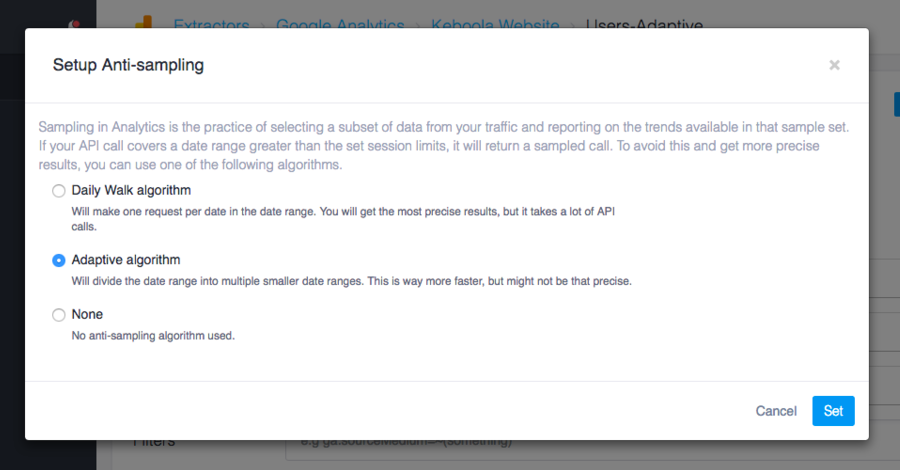 Extractors > Google Analytics > Keboola Website > Users-Adaptive
Setup Anti-sampling
×
Sampling in Analytics is the practice of selecting a subset of data from your traffic and reporting on the trends available in that sample set.
If your API call covers a date range greater than the set session limits, it will return a sampled call. To avoid this and get more precise
results, you can use one of the following algorithms.
Daily Walk algorithm
Will make one request per date in the date range. You will get the most precise results, but it takes a lot of API
calls.
Adaptive algorithm
Will divide the date range into multiple smaller date ranges. This is way more faster, but might not be that precise.
None
No anti-sampling algorithm used.
Cancel
Set
Filters
e.g ga:sourceMedium=~(something)